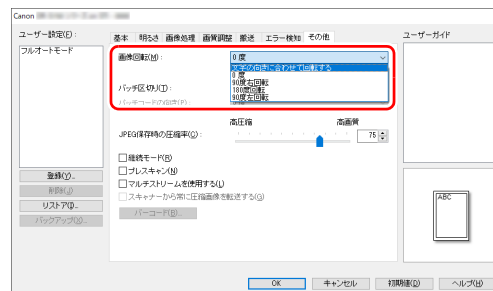 Canon
ユーザー設定(E):
フルオートモード
登録(Y)...
削除(J)
リストア(I)...
バックアップ(U)...
基本 明るさ 画像処理 画質調整 搬送 エラー検知 その他
画像回転(M):
0 度
文字の向きに合わせて回転する
0 度
90度右回転
180度回転
90度左回転
バッチ区切り(T):
バッチコードの向き(P):
高圧縮 高画質
JPEG保存時の圧縮率(O):
75
継続モード(R)
プレスキャン(N)
マルチストリームを使用する(L)
スキャナーから常に圧縮画像を転送する(G)
バーコード(B)...
ユーザーガイド
ABC
OK
キャンセル
初期値(D)
ヘルプ(H)